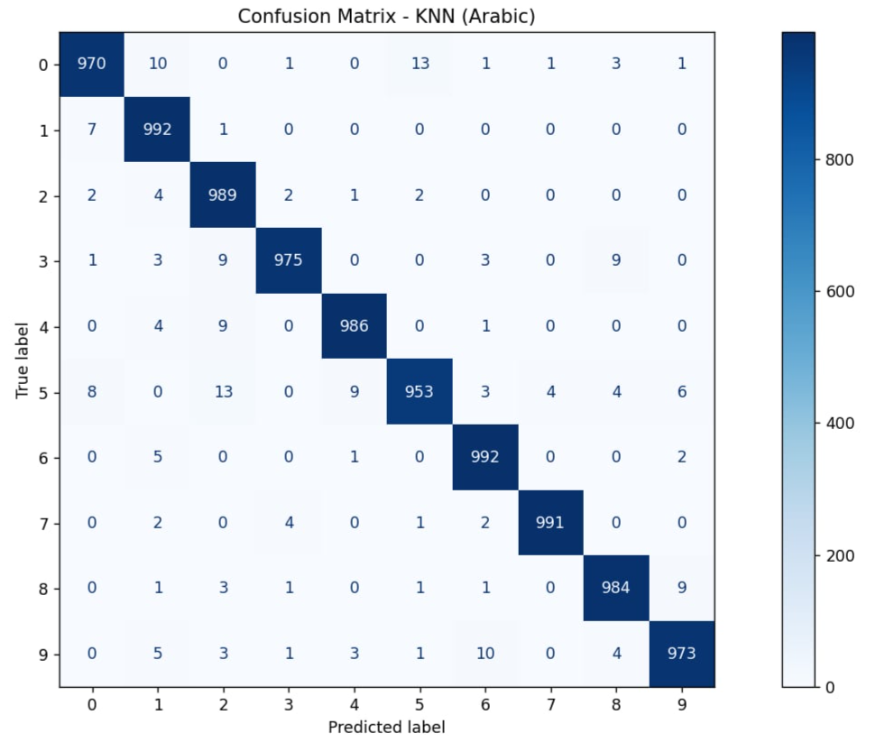 Confusion Matrix - KNN (Arabic)
0 970 10 0 1 0 13 1 1 3 1
1 7 992 1 0 0 0 0 0 0 0
800
2 2 4 989 2 1 2 0 0 0 0
3 1 3 9 975 0 0 3 0 9 0
600
True label
4 0 4 9 0 986 0 1 0 0 0
5 8 0 13 0 9 953 3 4 4 6
400
6 0 5 0 0 1 0 992 0 0 2
7 0 2 0 4 0 1 2 991 0 0
200
8 0 1 3 1 0 1 1 0 984 9
9 0 5 3 1 3 1 10 0 4 973
0
0 1 2 3 4 5 6 7 8 9
Predicted label